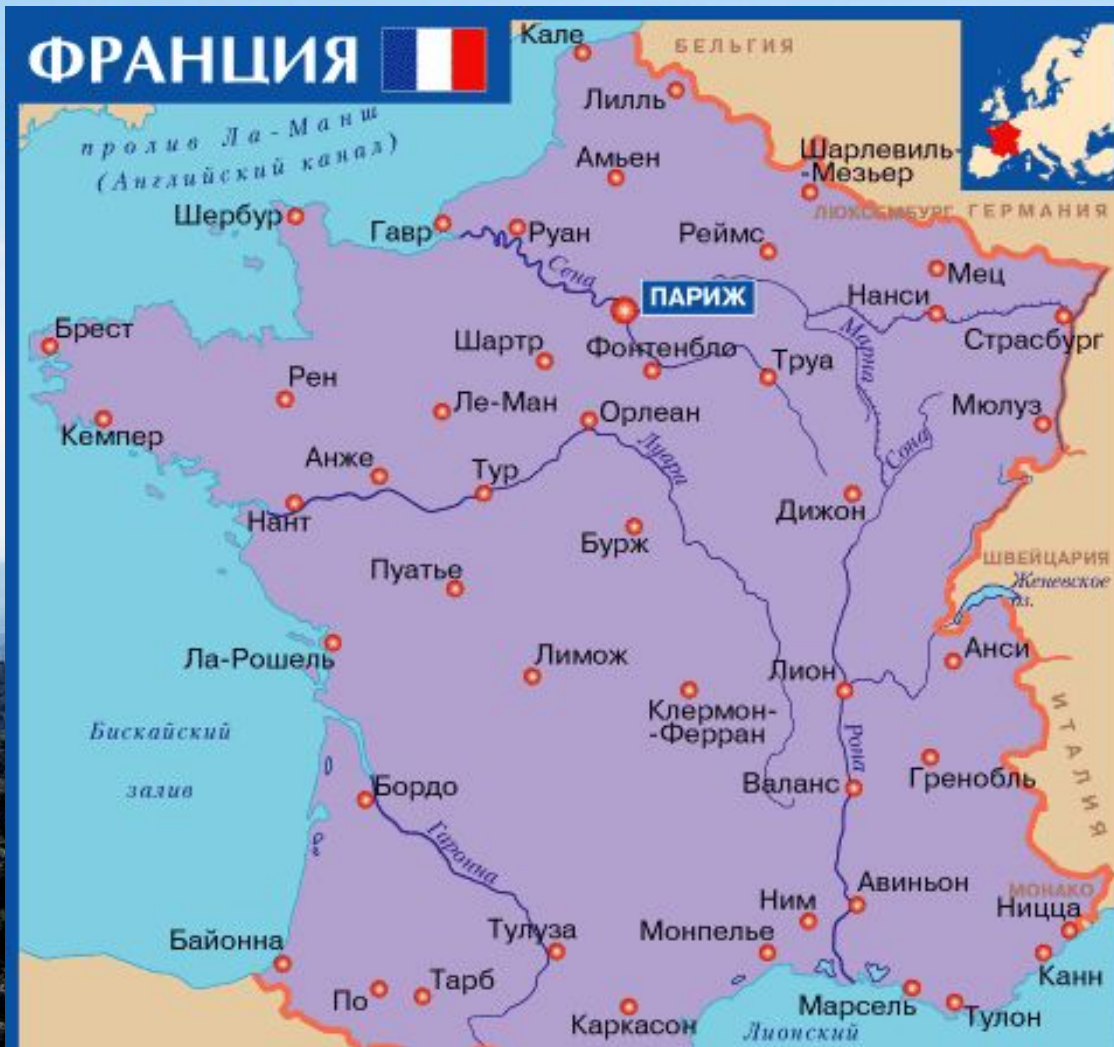 ФРАНЦИЯ
Кале
БЕЛЬГИЯ
Лилль
пролив Ла-Манш
(Английский канал)
Амьен
Шарлевиль-
-Мезьер
Шербур
Гавр
Руан
Реймс
ЛЮКСЕМБУРГ
ГЕРМАНИЯ
Сена
Мец
ПАРИЖ
Нанси
Страсбург
Брест
Шартр
Фонтенбло
Марна
Труа
Рен
Ле-Ман
Орлеан
Мюлуз
Кемпер
Луара
Сона
Анже
Тур
Нант
Дижон
Бурж
ШВЕЙЦАРИЯ
Женевское
оз.
Пуатье
Ла-Рошель
Лимож
Лион
Анси
Клермон-
-Ферран
ИТАЛИЯ
Бискайский
залив
Рона
Гренобль
Валанс
Бордо
Гаронна
Авиньон
МОНАКО
Ним
Ницца
Байонна
Тулуза
Монпелье
Канн
По
Тарб
Марсель
Тулон
Каркасон
Лионский